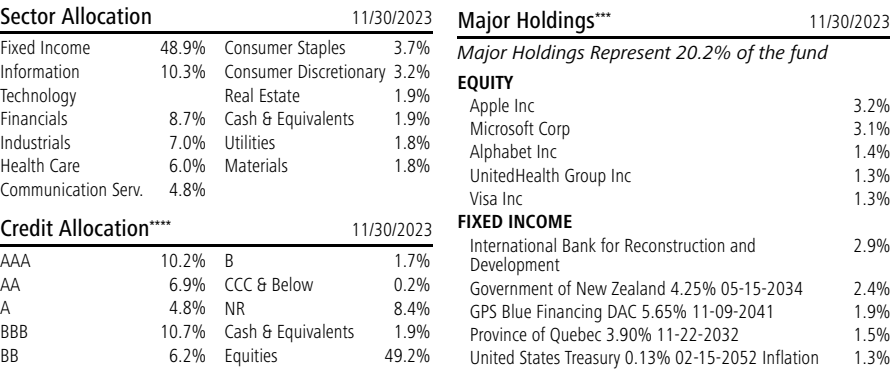 Sector Allocation 11/30/2023
Fixed Income 48.9%
Information 10.3%
Technology
Financials 8.7%
Industrials 7.0%
Health Care 6.0%
Communication Serv. 4.8%
Consumer Staples 3.7%
Consumer Discretionary 3.2%
Real Estate 1.9%
Cash & Equivalents 1.9%
Utilities 1.8%
Materials 1.8%
Credit Allocation**** 11/30/2023
AAA 10.2%
AA 6.9%
A 4.8%
BBB 10.7%
BB 6.2%
B 1.7%
CCC & Below 0.2%
NR 8.4%
Cash & Equivalents 1.9%
Equities 49.2%
Major Holdings*** 11/30/2023
Major Holdings Represent 20.2% of the fund
EQUITY
Apple Inc 3.2%
Microsoft Corp 3.1%
Alphabet Inc 1.4%
UnitedHealth Group Inc 1.3%
Visa Inc 1.3%
FIXED INCOME
International Bank for Reconstruction and 2.9%
Development
Government of New Zealand 4.25% 05-15-2034 2.4%
GPS Blue Financing DAC 5.65% 11-09-2041 1.9%
Province of Quebec 3.90% 11-22-2032 1.5%
United States Treasury 0.13% 02-15-2052 Inflation 1.3%